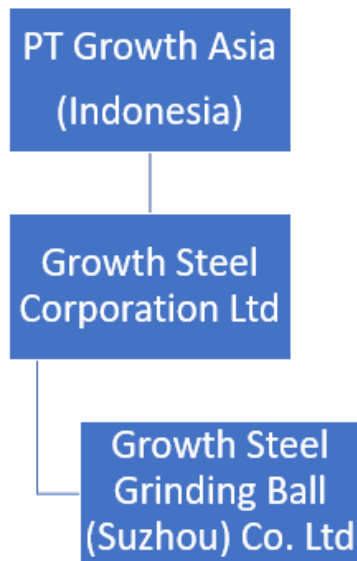 PT Growth Asia
(Indonesia)
Growth Steel
Corporation Ltd
Growth Steel
Grinding Ball
(Suzhou) Co. Ltd